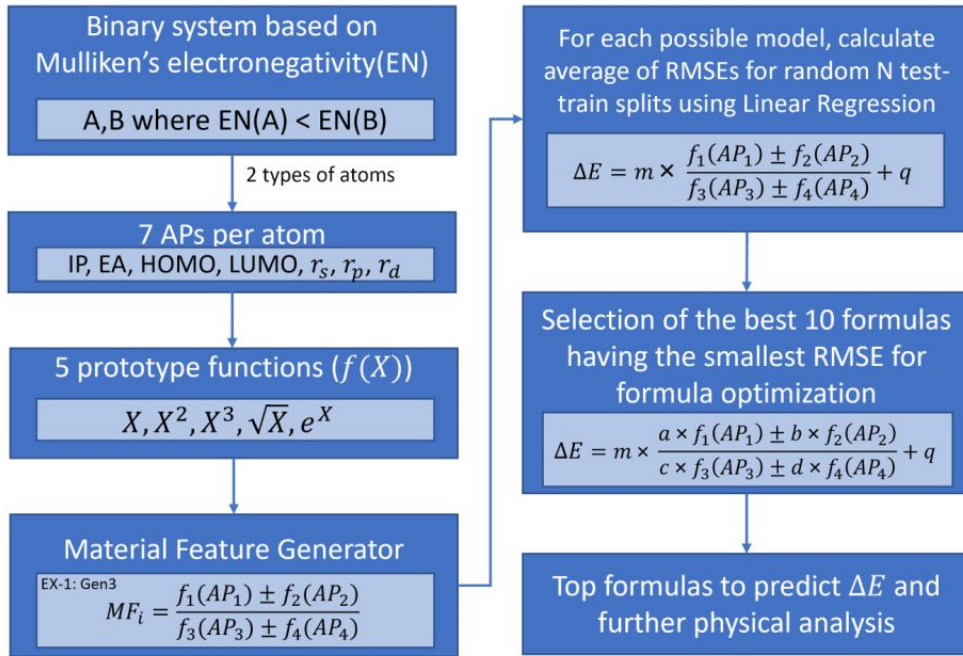 Binary system based on
Mulliken's electronegativity(EN)
A,B where EN(A) < EN(B)
2 types of atoms
7 APs per atom
IP, EA, HOMO, LUMO, r_s, r_p, r_d
5 prototype functions (f(X))
X, X², X³, √X, e^X
Material Feature Generator
EX-1: Gen3
MF_i = (f_1(AP_1) ± f_2(AP_2)) / (f_3(AP_3) ± f_4(AP_4))
For each possible model, calculate
average of RMSEs for random N test-
train splits using Linear Regression
ΔE = m × (f_1(AP_1) ± f_2(AP_2)) / (f_3(AP_3) ± f_4(AP_4)) + q
Selection of the best 10 formulas
having the smallest RMSE for
formula optimization
ΔE = m × (a × f_1(AP_1) ± b × f_2(AP_2)) / (c × f_3(AP_3) ± d × f_4(AP_4)) + q
Top formulas to predict ΔE and
further physical analysis